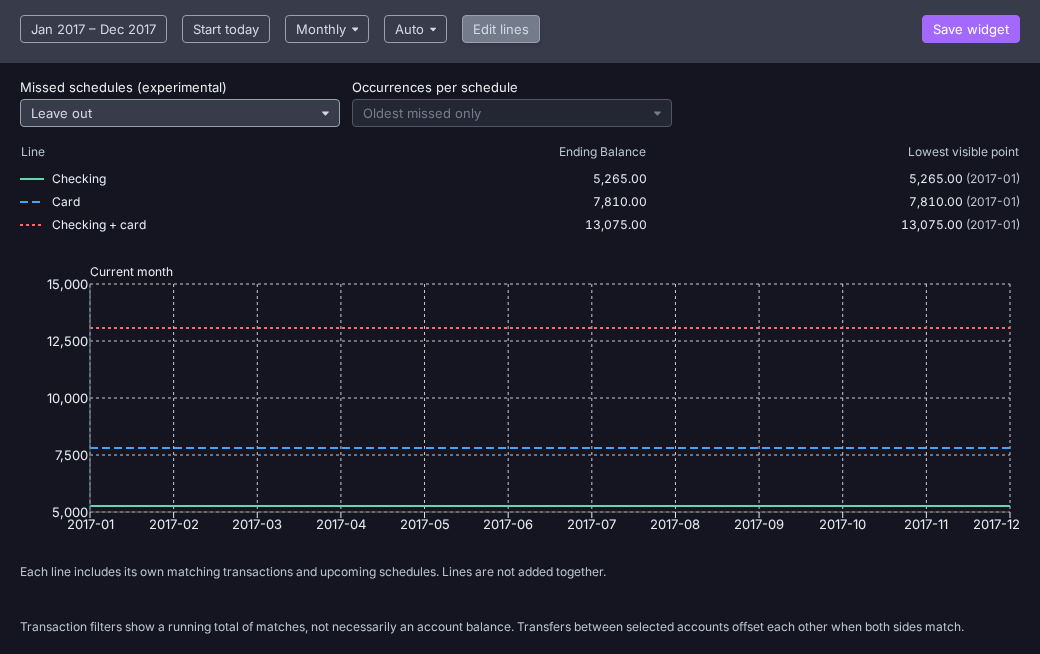 Jan 2017 – Dec 2017 Start today Monthly Auto Edit lines Save widget
Missed schedules (experimental) Occurrences per schedule
Leave out Oldest missed only
Line Ending Balance Lowest visible point
Checking 5,265.00 5,265.00 (2017-01)
Card 7,810.00 7,810.00 (2017-01)
Checking + card 13,075.00 13,075.00 (2017-01)
Current month
15,000
12,500
10,000
7,500
5,000
2017-01 2017-02 2017-03 2017-04 2017-05 2017-06 2017-07 2017-08 2017-09 2017-10 2017-11 2017-12
Each line includes its own matching transactions and upcoming schedules. Lines are not added together.
Transaction filters show a running total of matches, not necessarily an account balance. Transfers between selected accounts offset each other when both sides match.